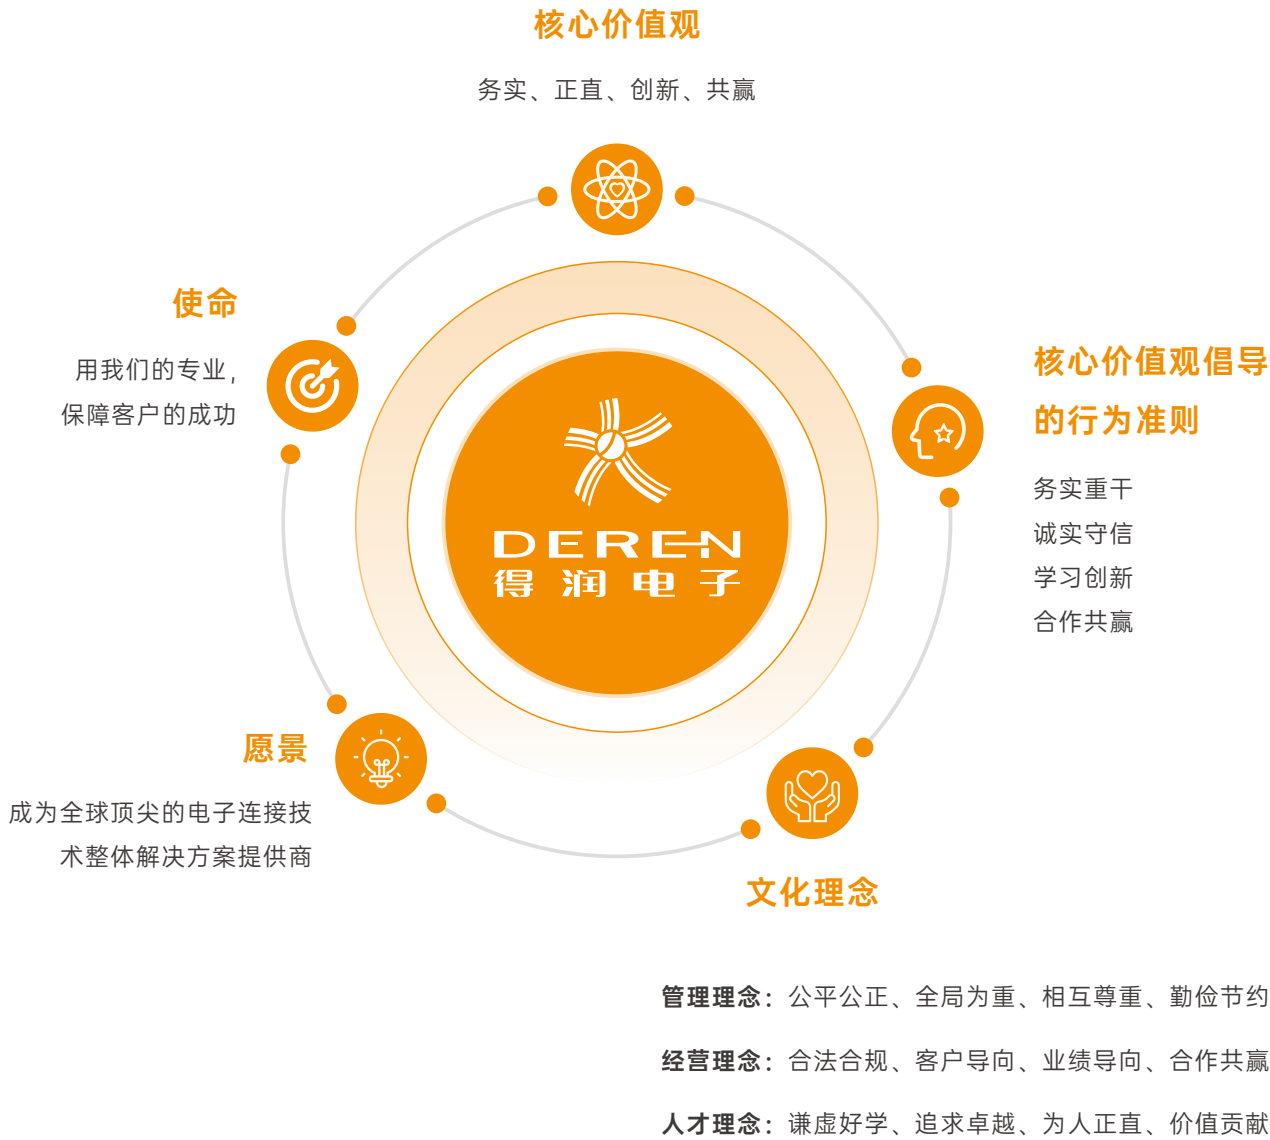 核心价值观
务实、正直、创新、共赢
使命
用我们的专业,
保障客户的成功
核心价值观倡导
的行为准则
务实重干
诚实守信
学习创新
合作共赢
DEREN
得润电子
愿景
成为全球顶尖的电子连接技
术整体解决方案提供商
文化理念
管理理念：公平公正、全局为重、相互尊重、勤俭节约
经营理念：合法合规、客户导向、业绩导向、合作共赢
人才理念：谦虚好学、追求卓越、为人正直、价值贡献